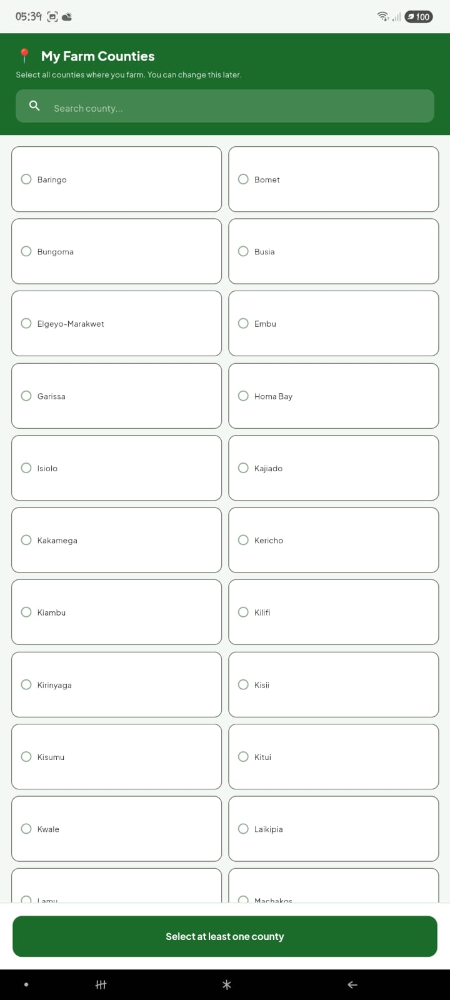 05:39
100
My Farm Counties
Select all counties where you farm. You can change this later.
Search county...
Baringo
Bomet
Bungoma
Busia
Elgeyo-Marakwet
Embu
Garissa
Homa Bay
Isiolo
Kajiado
Kakamega
Kericho
Kiambu
Kilifi
Kirinyaga
Kisii
Kisumu
Kitui
Kwale
Laikipia
Lamu
Machakos
Select at least one county